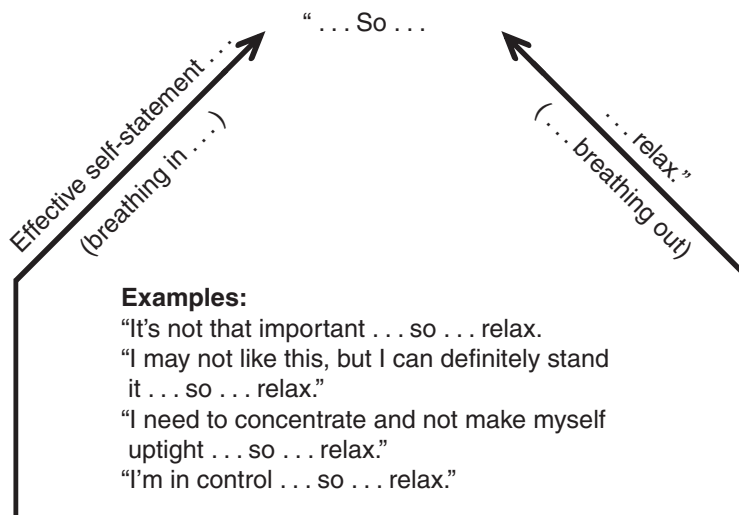 “ . . . So . . .
Effective self-statement . . .
(breathing in . . .)
. . . relax.”
( . . . breathing out)
Examples:
“It’s not that important . . . so . . . relax.
“I may not like this, but I can definitely stand
it . . . so . . . relax.”
“I need to concentrate and not make myself
uptight . . . so . . . relax.”
“I’m in control . . . so . . . relax.”